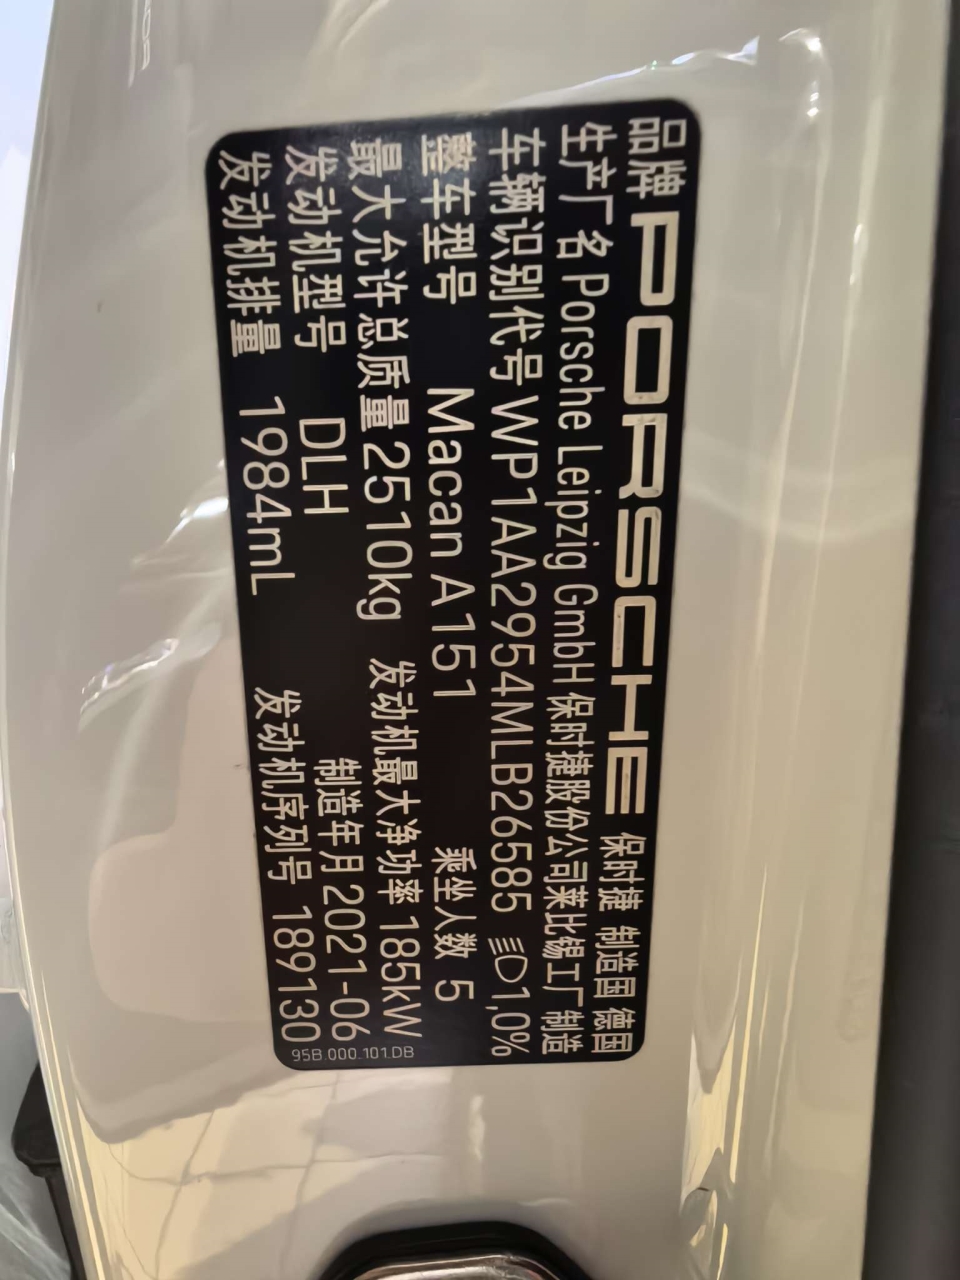 品牌 PORSCHE 保时捷 制造国 德国
生产厂名 Porsche Leipzig GmbH 保时捷股份公司莱比锡工厂制造
车辆识别代号 WP1AA2954MLB26585 1,0%
整车型号 Macan A151 乘坐人数 5
最大允许总质量 2510kg 发动机最大净功率 185kW
发动机型号 DLH 制造年月 2021-06
发动机排量 1984mL 发动机序列号 189130
95B.000.101.DB